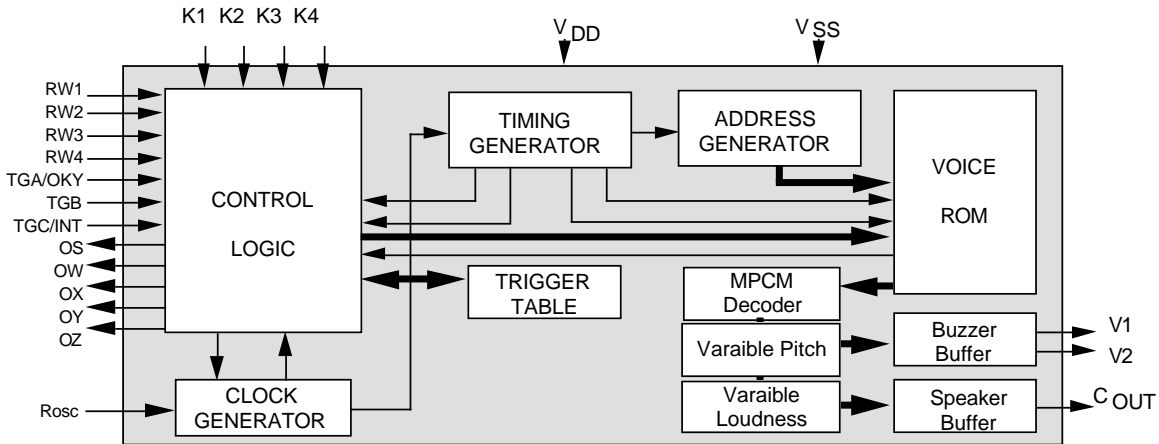 K1 K2 K3 K4
VDD
VSS
RW1
RW2
RW3
RW4
TGA/OKY
TGB
TGC/INT
OS
OW
OX
OY
OZ
Rosc
CONTROL
LOGIC
CLOCK
GENERATOR
TIMING
GENERATOR
ADDRESS
GENERATOR
VOICE
ROM
TRIGGER
TABLE
MPCM
Decoder
Varaible Pitch
Varaible
Loudness
Buzzer
Buffer
Speaker
Buffer
V1
V2
COUT